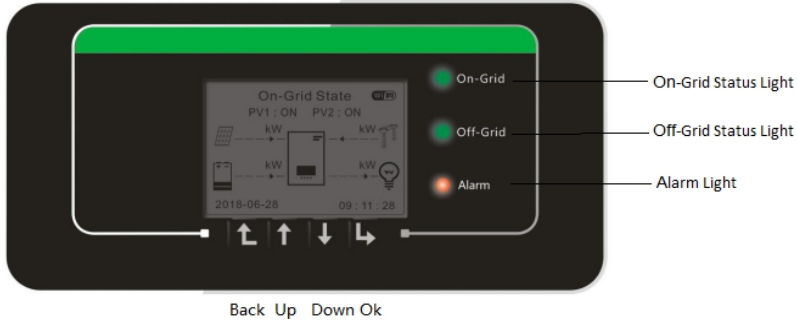 On-Grid State WiFi
PV1 : ON PV2 : ON
kW kW
kW kW
2018-06-28 09 : 11 : 28
On-Grid
Off-Grid
Alarm
On-Grid Status Light
Off-Grid Status Light
Alarm Light
Back Up Down Ok